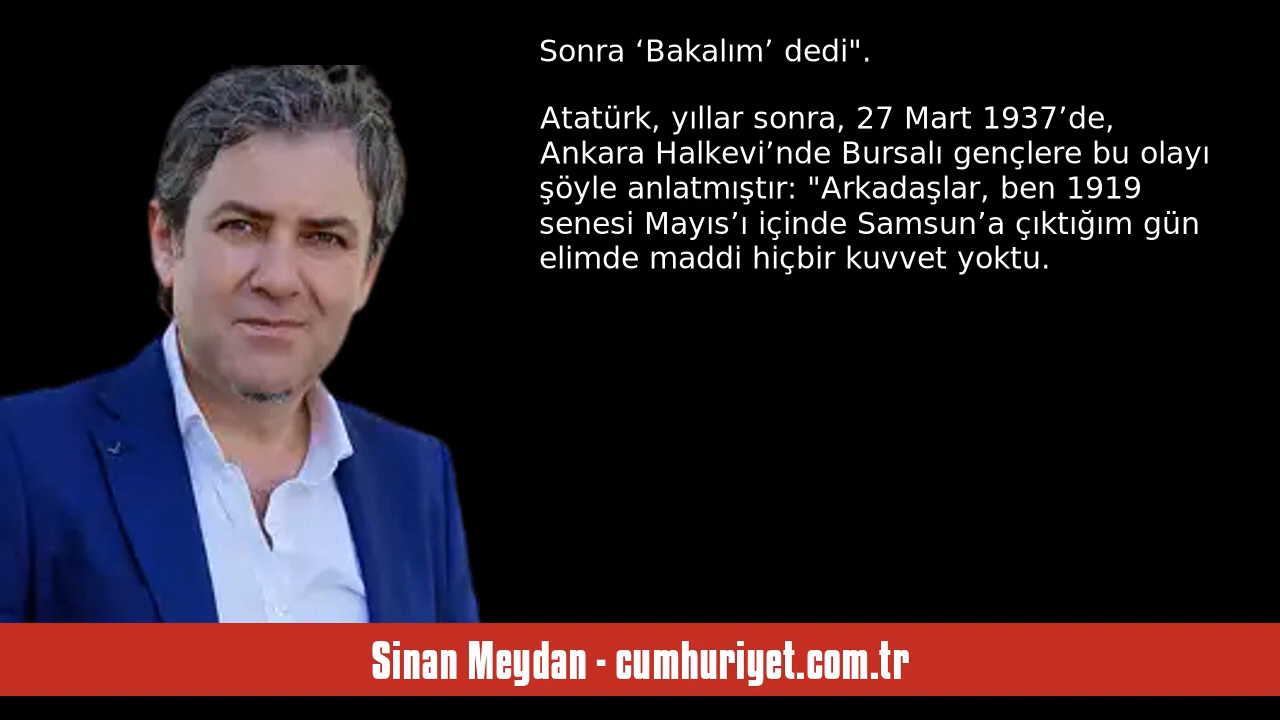 Sonra ‘Bakalım’ dedi".
Atatürk, yıllar sonra, 27 Mart 1937’de,
Ankara Halkevi’nde Bursalı gençlere bu olayı
şöyle anlatmıştır: "Arkadaşlar, ben 1919
senesi Mayıs’ı içinde Samsun’a çıktığım gün
elimde maddi hiçbir kuvvet yoktu.
Sinan Meydan - cumhuriyet.com.tr